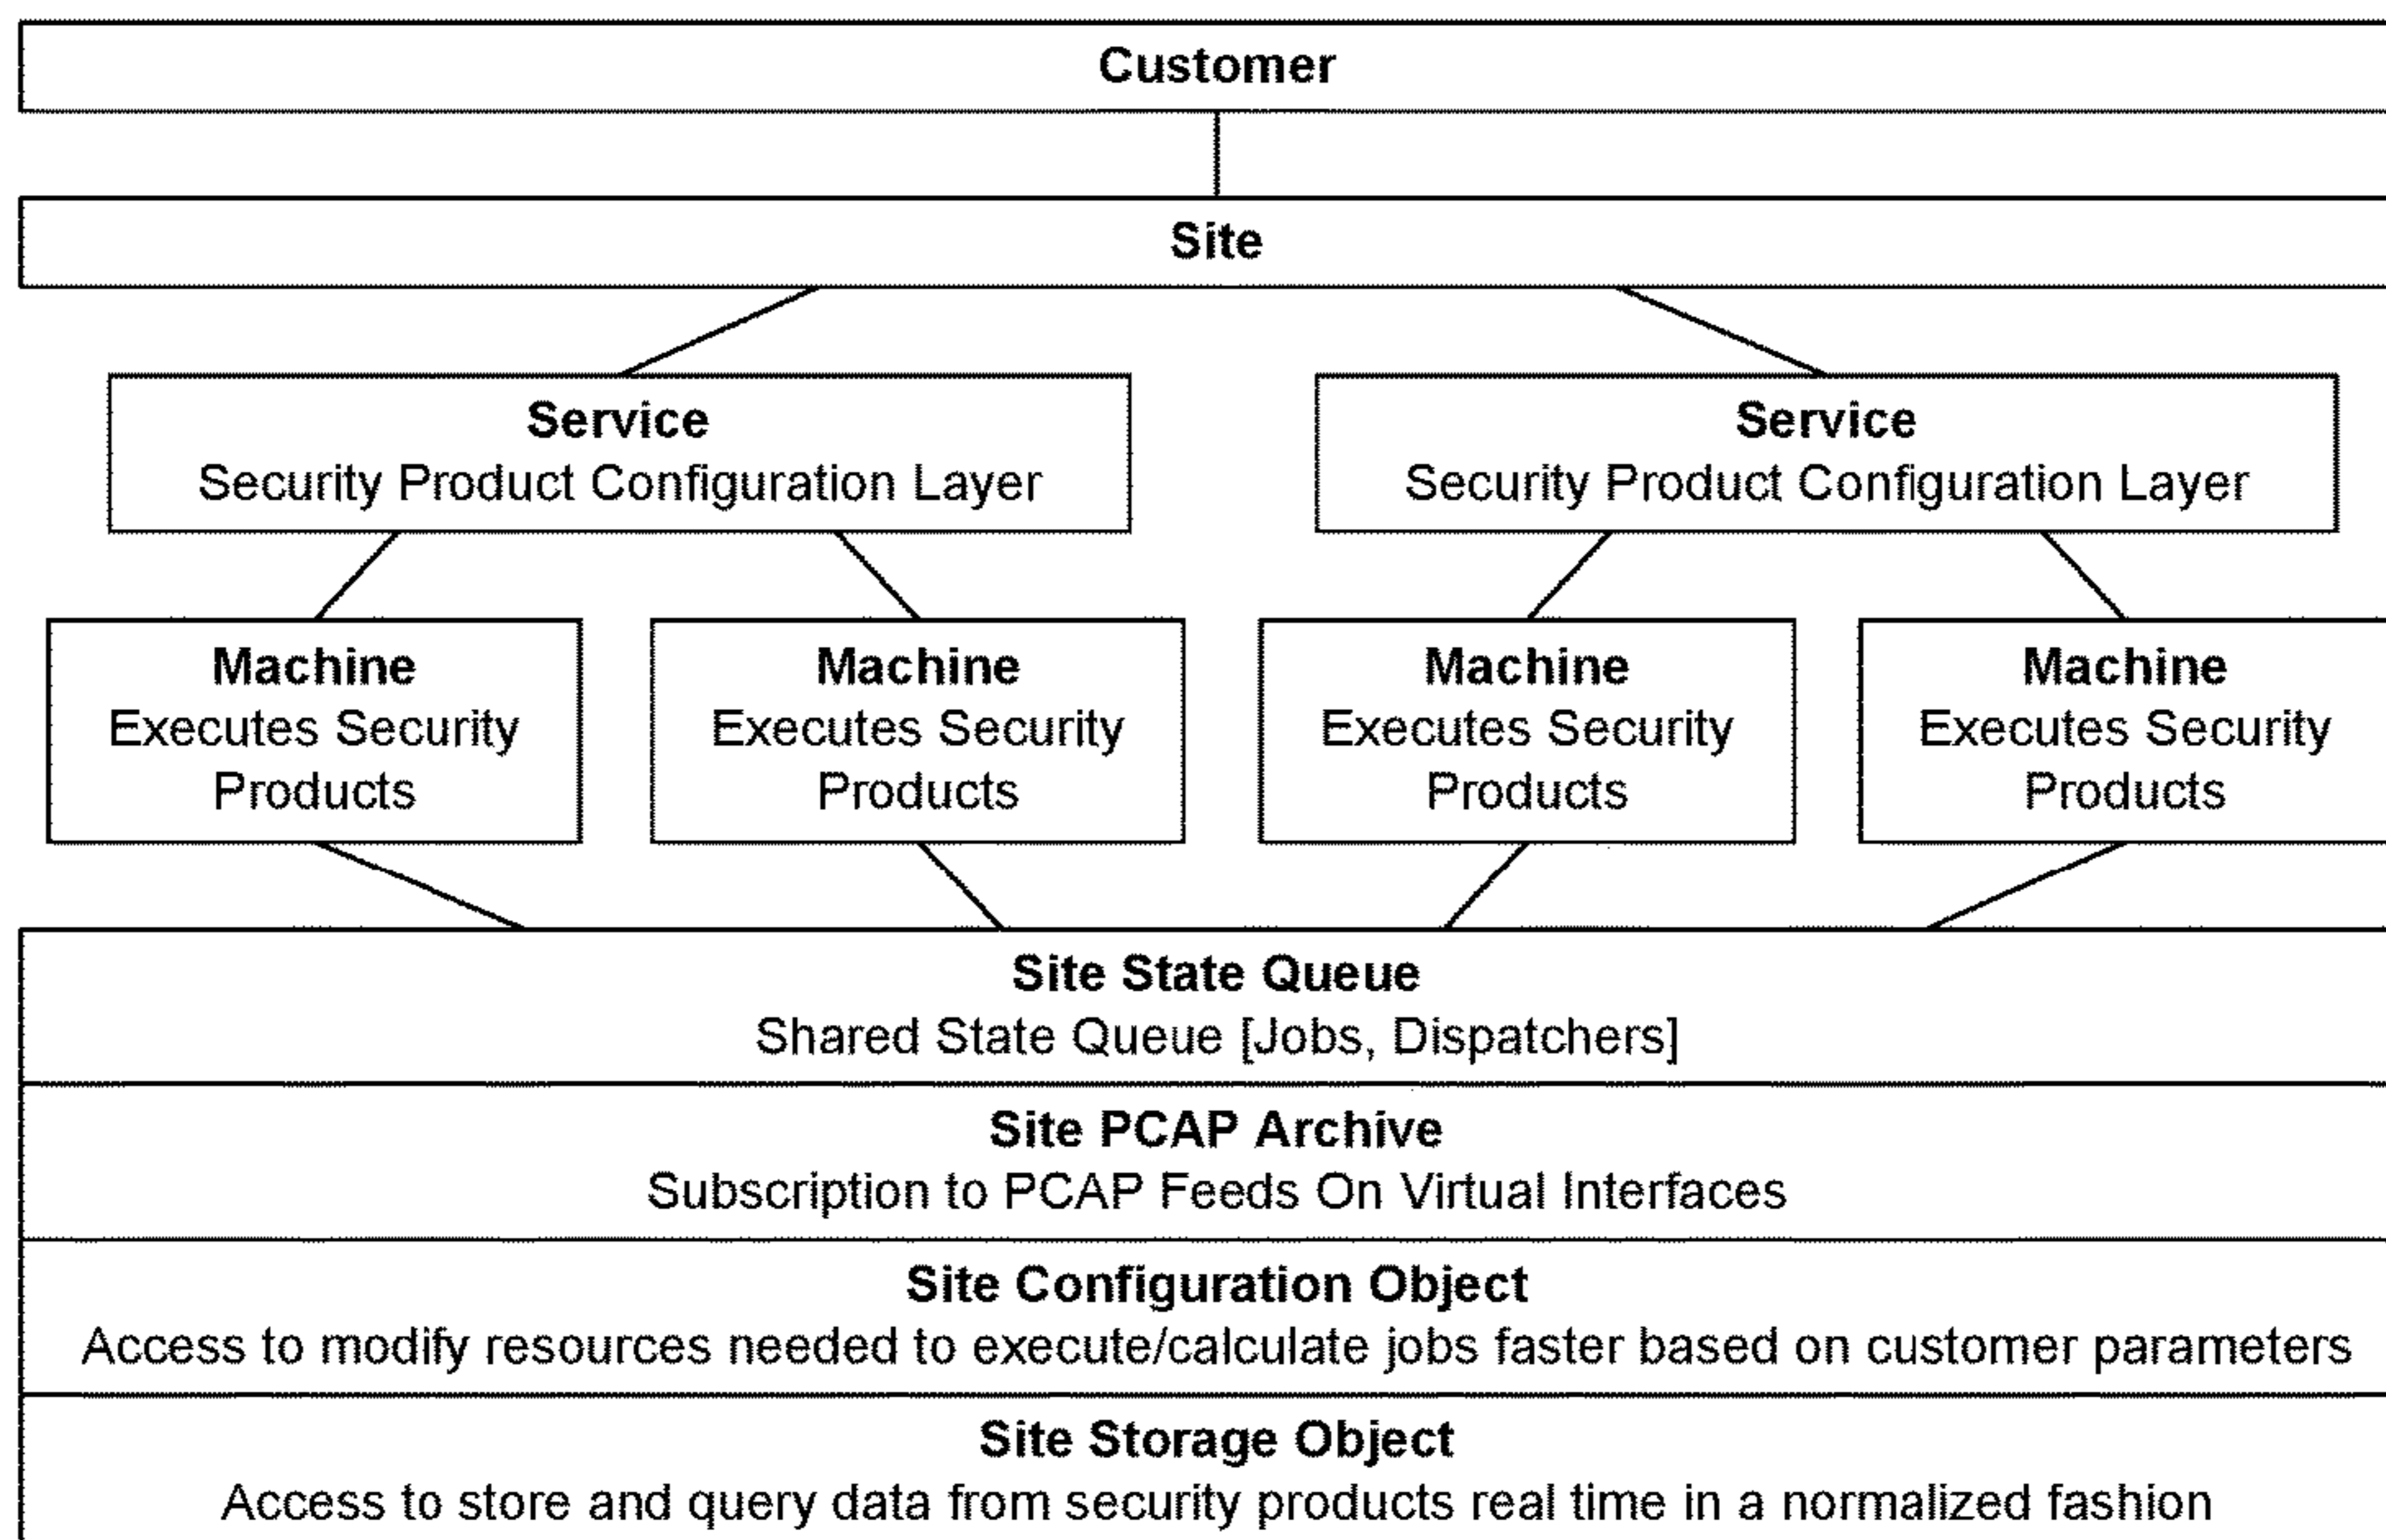 Customer
Site
Service
Security Product Configuration Layer
Service
Security Product Configuration Layer
Machine
Executes Security
Products
Machine
Executes Security
Products
Machine
Executes Security
Products
Machine
Executes Security
Products
Site State Queue
Shared State Queue [Jobs, Dispatchers]
Site PCAP Archive
Subscription to PCAP Feeds On Virtual Interfaces
Site Configuration Object
Access to modify resources needed to execute/calculate jobs faster based on customer parameters
Site Storage Object
Access to store and query data from security products real time in a normalized fashion